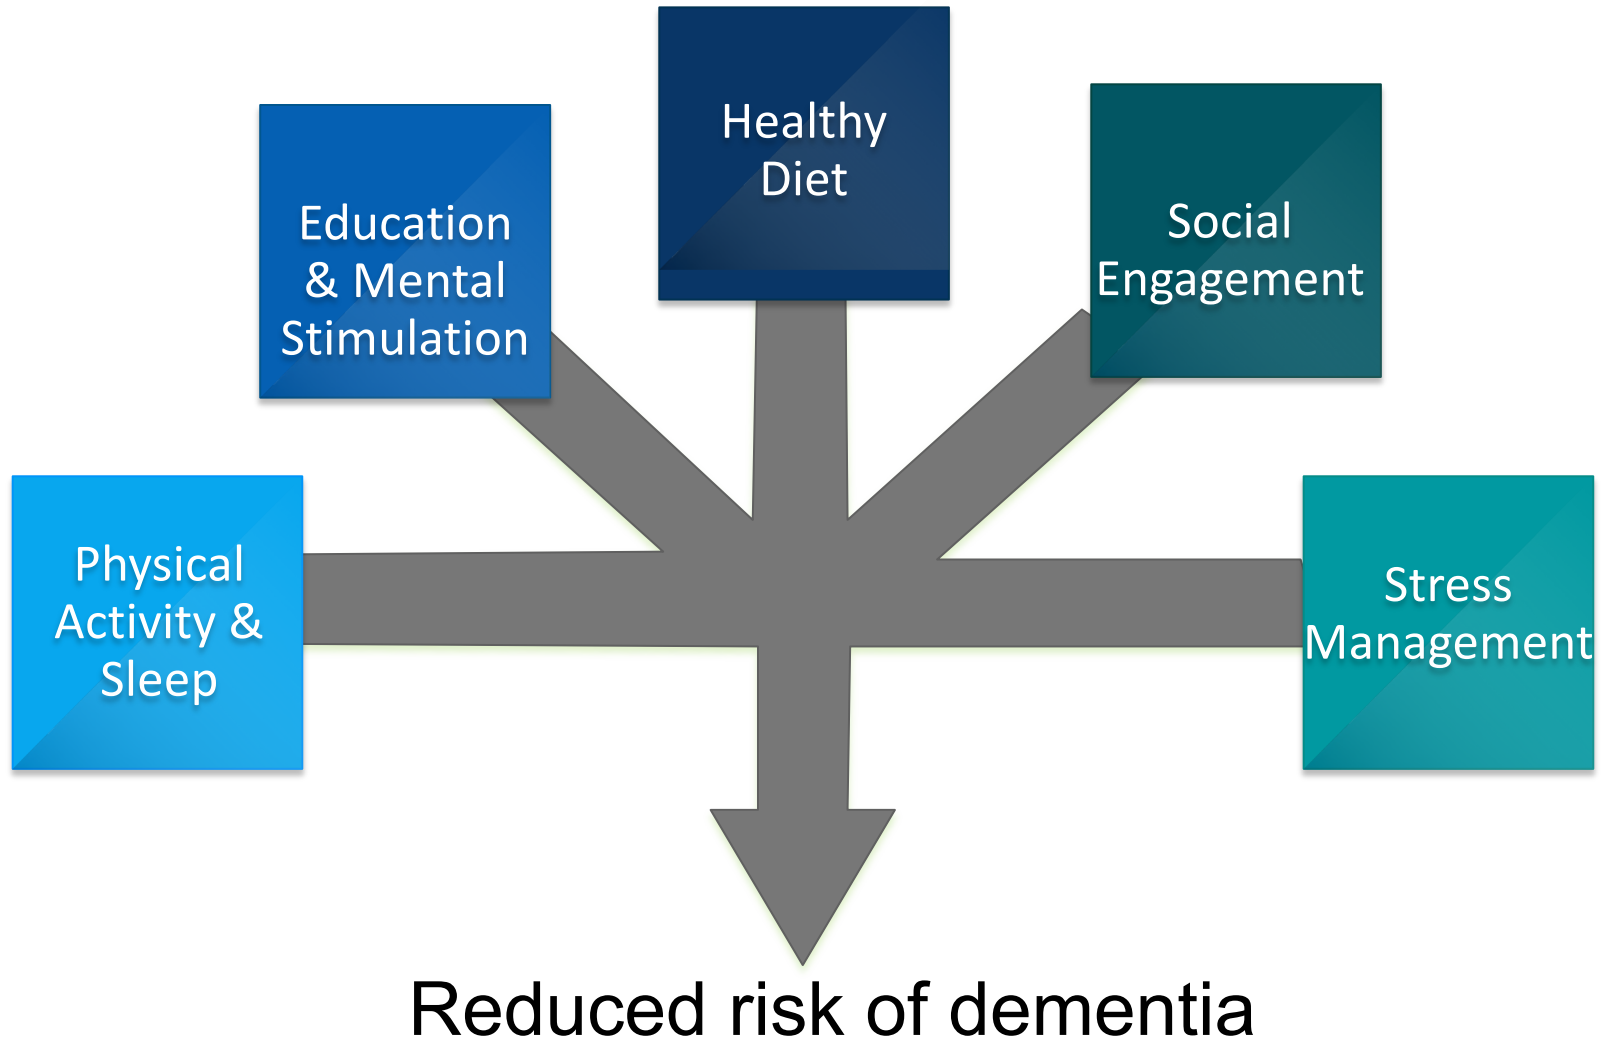 Healthy
Diet
Education
& Mental
Stimulation
Social
Engagement
Physical
Activity &
Sleep
Stress
Management
Reduced risk of dementia